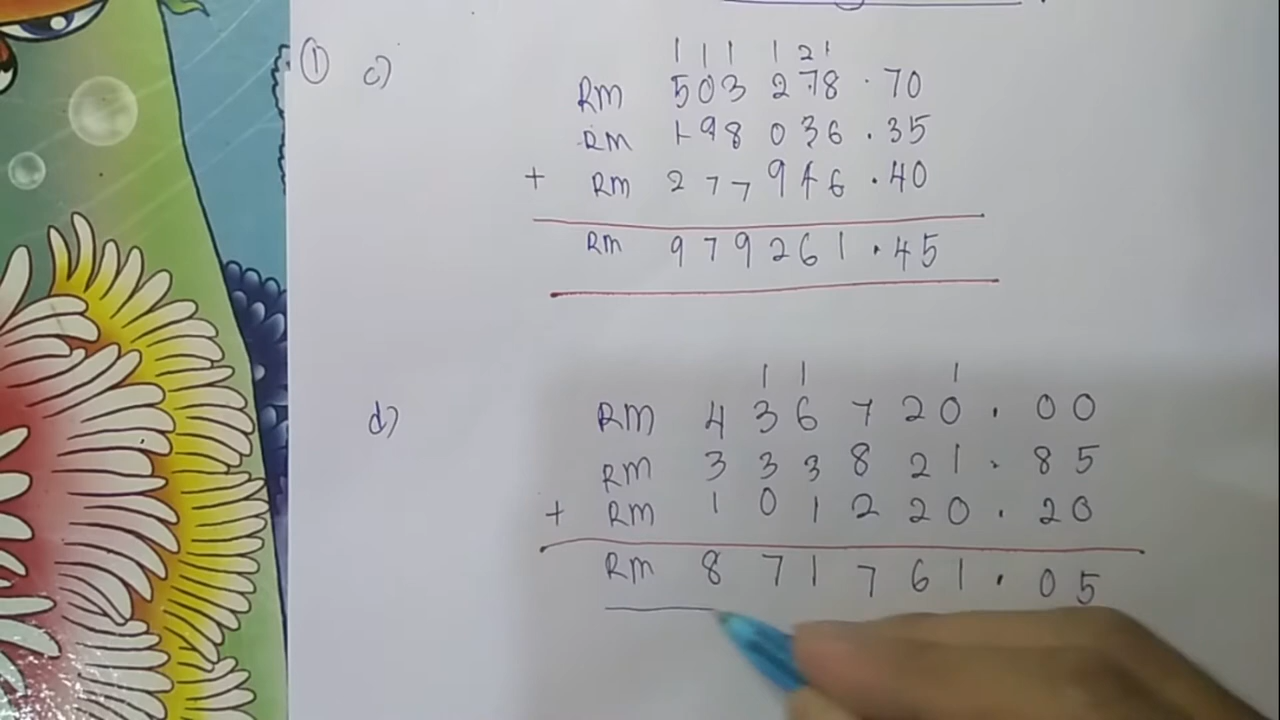 ① c)
1 1 1 1 2 1
RM 503 278.70
RM 198 036.35
+ RM 277 946.40
RM 979261.45
1 1 1
d) RM 436 720.00
RM 333 821.85
+ RM 101 220.20
RM 871 761.05